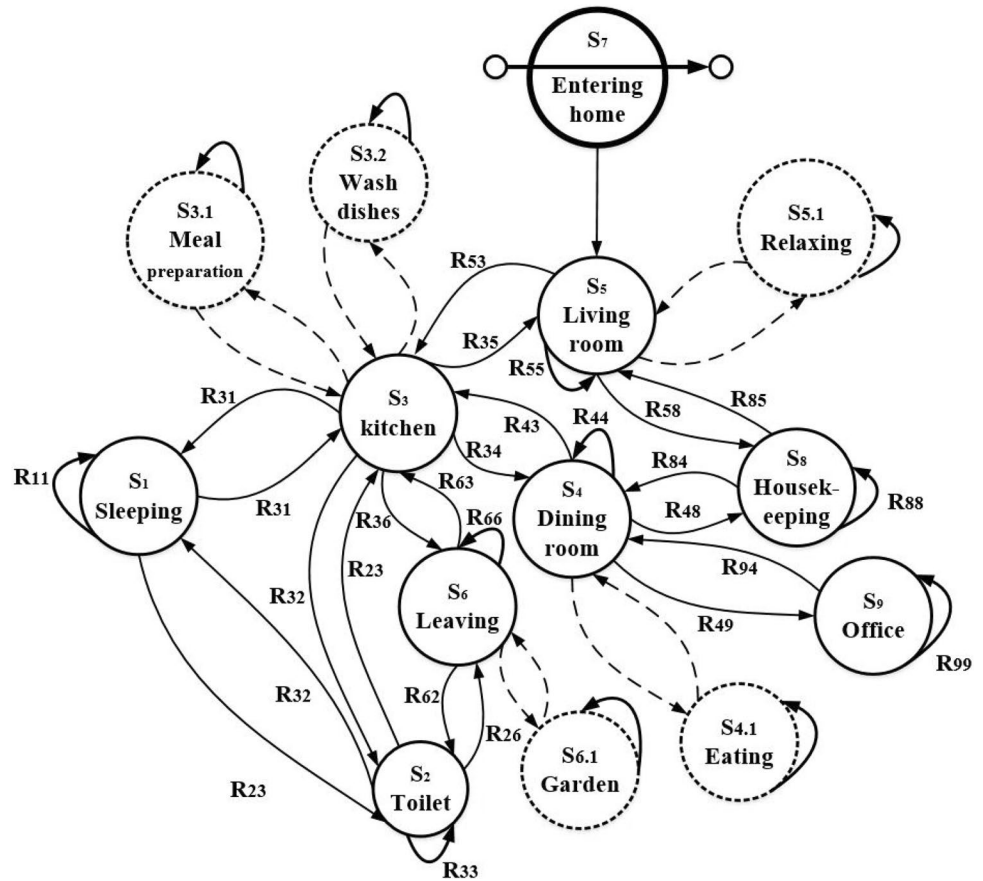 S7
Entering
home
S3.2
Wash
dishes
S3.1
Meal
preparation
S5.1
Relaxing
R53
S5
Living
room
R35
R55
R31
S3
kitchen
R58
R85
R43
R44
R34
R11
S1
Sleeping
R31
R63
R36
R66
S4
Dining
room
R84
R48
S8
Housek-
eeping
R88
R94
R32
R23
S6
Leaving
R49
S9
Office
R99
R32
R62
R26
S4.1
Eating
R23
S2
Toilet
S6.1
Garden
R33